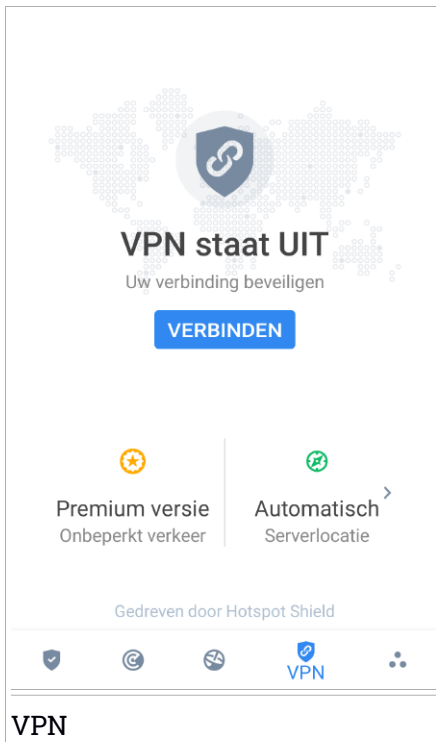 VPN staat UIT
Uw verbinding beveiligen
VERBINDEN
Premium versie
Onbeperkt verkeer
Automatisch
Serverlocatie
Gedreven door Hotspot Shield
VPN
VPN